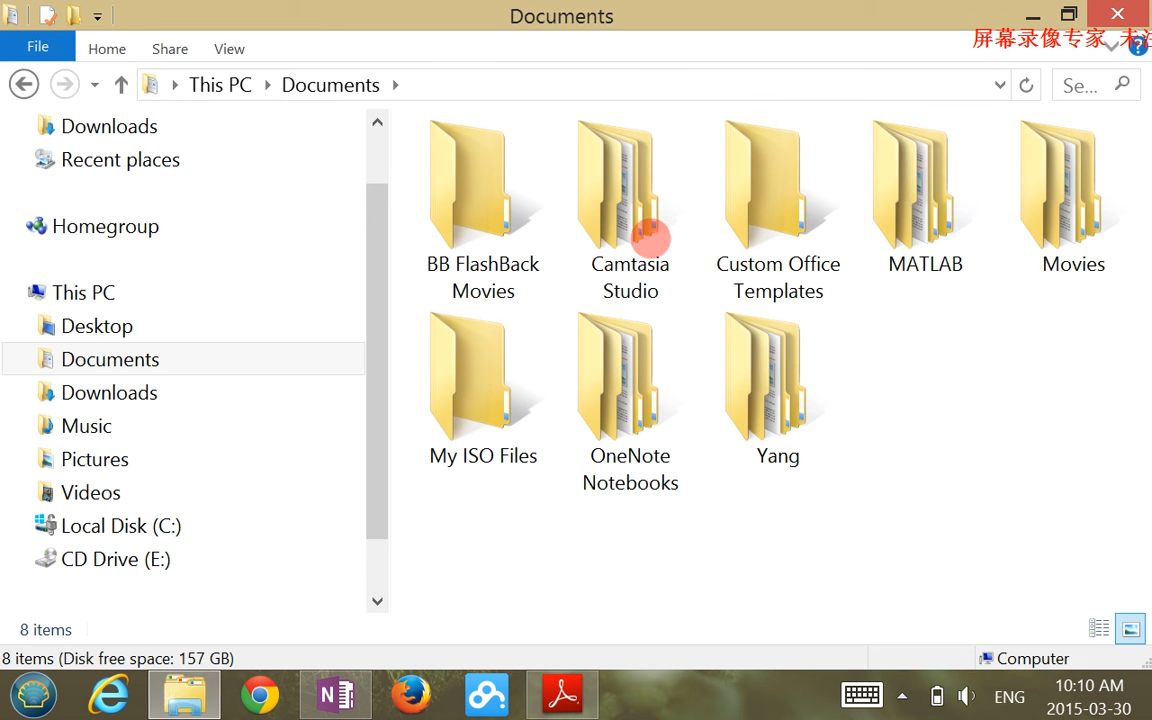 Documents
屏幕录像专家 未
File Home Share View
This PC Documents
Se...
Downloads
Recent places
Homegroup
This PC
Desktop
Documents
Downloads
Music
Pictures
Videos
Local Disk (C:)
CD Drive (E:)
BB FlashBack
Movies
Camtasia
Studio
Custom Office
Templates
MATLAB
Movies
My ISO Files
OneNote
Notebooks
Yang
8 items
8 items (Disk free space: 157 GB)
Computer
ENG
10:10 AM
2015-03-30